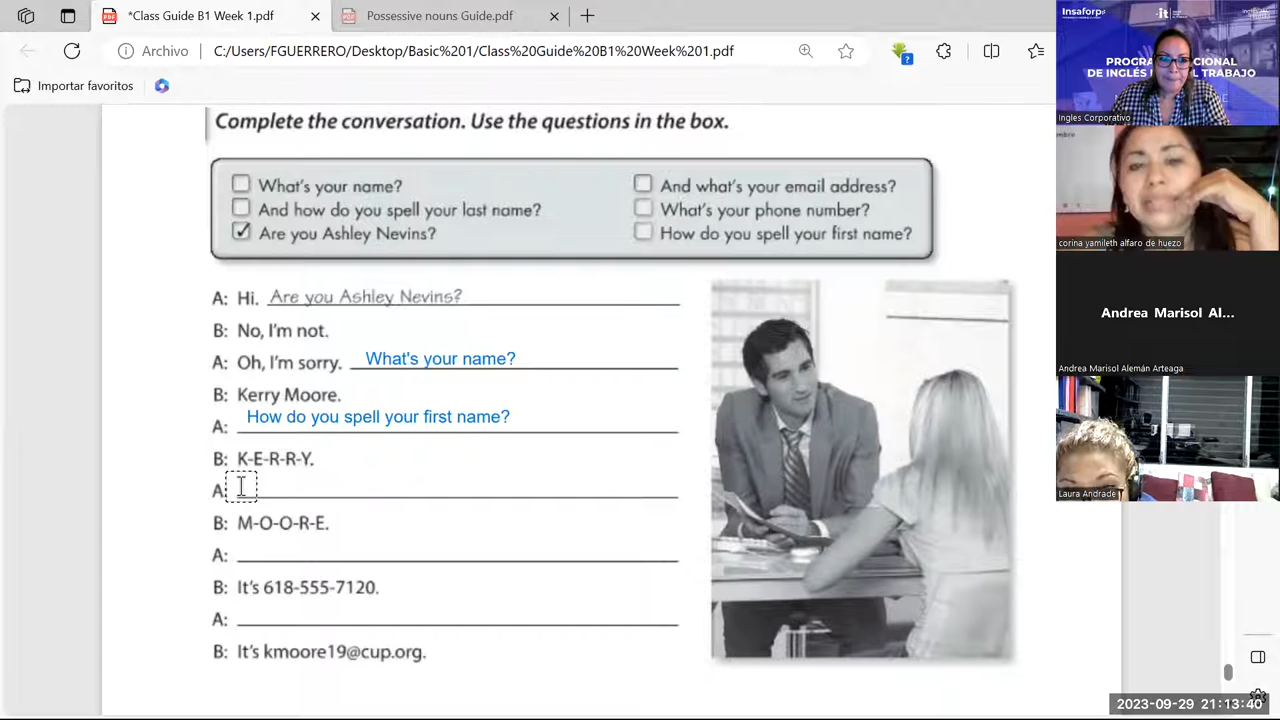 *Class Guide B1 Week 1.pdf
Possessive nouns Guide.pdf
Archivo
C:/Users/FGUERRERO/Desktop/Basic%201/Class%20Guide%20B1%20Week%201.pdf
Importar favoritos
Complete the conversation. Use the questions in the box.
What's your name?
And how do you spell your last name?
Are you Ashley Nevins?
And what's your email address?
What's your phone number?
How do you spell your first name?
A: Hi. Are you Ashley Nevins?
B: No, I'm not.
A: Oh, I'm sorry. What's your name?
B: Kerry Moore.
A: How do you spell your first name?
B: K-E-R-R-Y.
A:
B: M-O-O-R-E.
A:
B: It's 618-555-7120.
A:
B: It's kmoore19@cup.org.
Insaforp
it
DE INGLÉS
TRABAJO
Ingles Corporativo
corina yamileth alfaro de huezo
Andrea Marisol Al...
Andrea Marisol Alemán Arteaga
Laura Andrade
2023-09-29 21:13:40